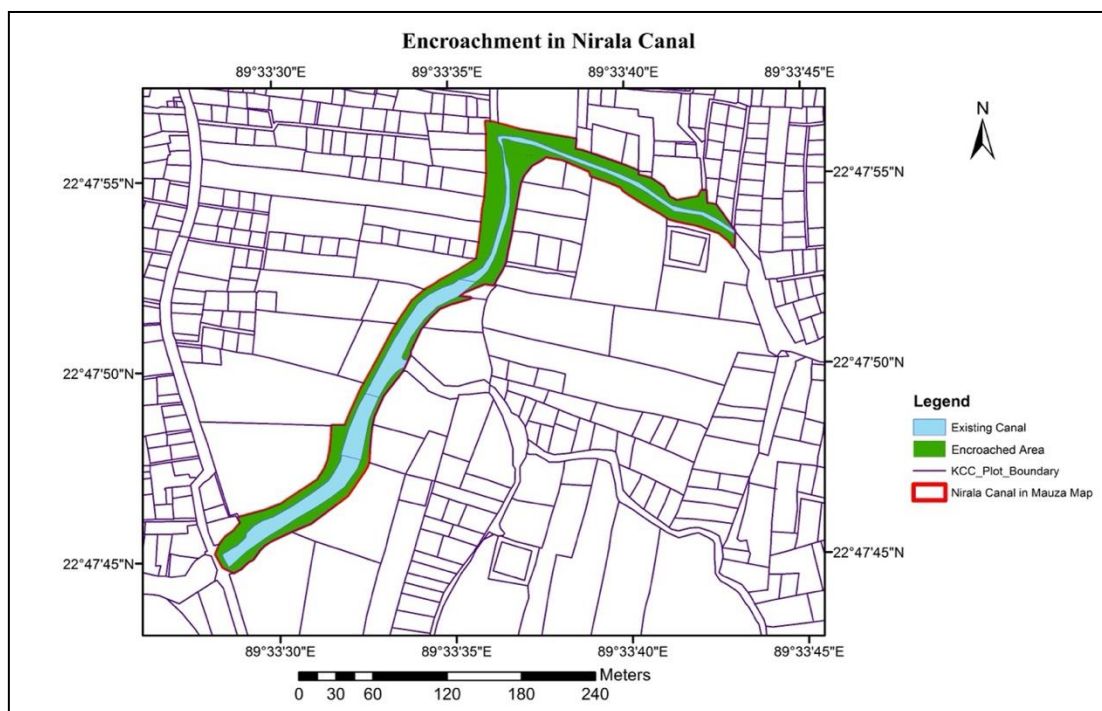 Encroachment in Nirala Canal
89°33'30"E 89°33'35"E 89°33'40"E 89°33'45"E
N
22°47'55"N 22°47'55"N
22°47'50"N 22°47'50"N
Legend
Existing Canal
Encroached Area
KCC_Plot_Boundary
Nirala Canal in Mauza Map
22°47'45"N 22°47'45"N
89°33'30"E 89°33'35"E 89°33'40"E 89°33'45"E
Meters
0 30 60 120 180 240